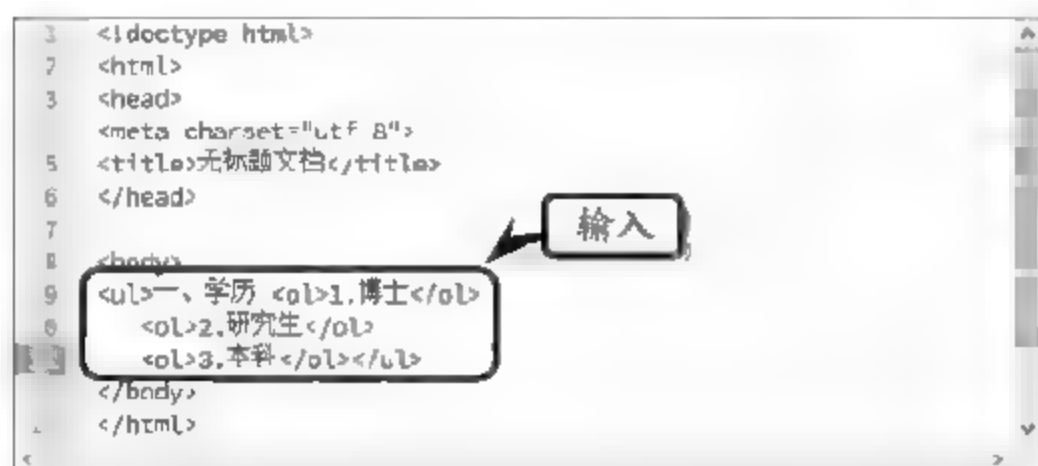 1 <!doctype html>
2 <html>
3 <head>
<meta charset="utf-8">
5 <title>无标题文档</title>
6 </head>
7
8 <body>
输入
9 <ul>一、学历 <ol>1.博士</ol>
0 <ol>2.研究生</ol>
<ol>3.本科</ol></ul>
</body>
</html>